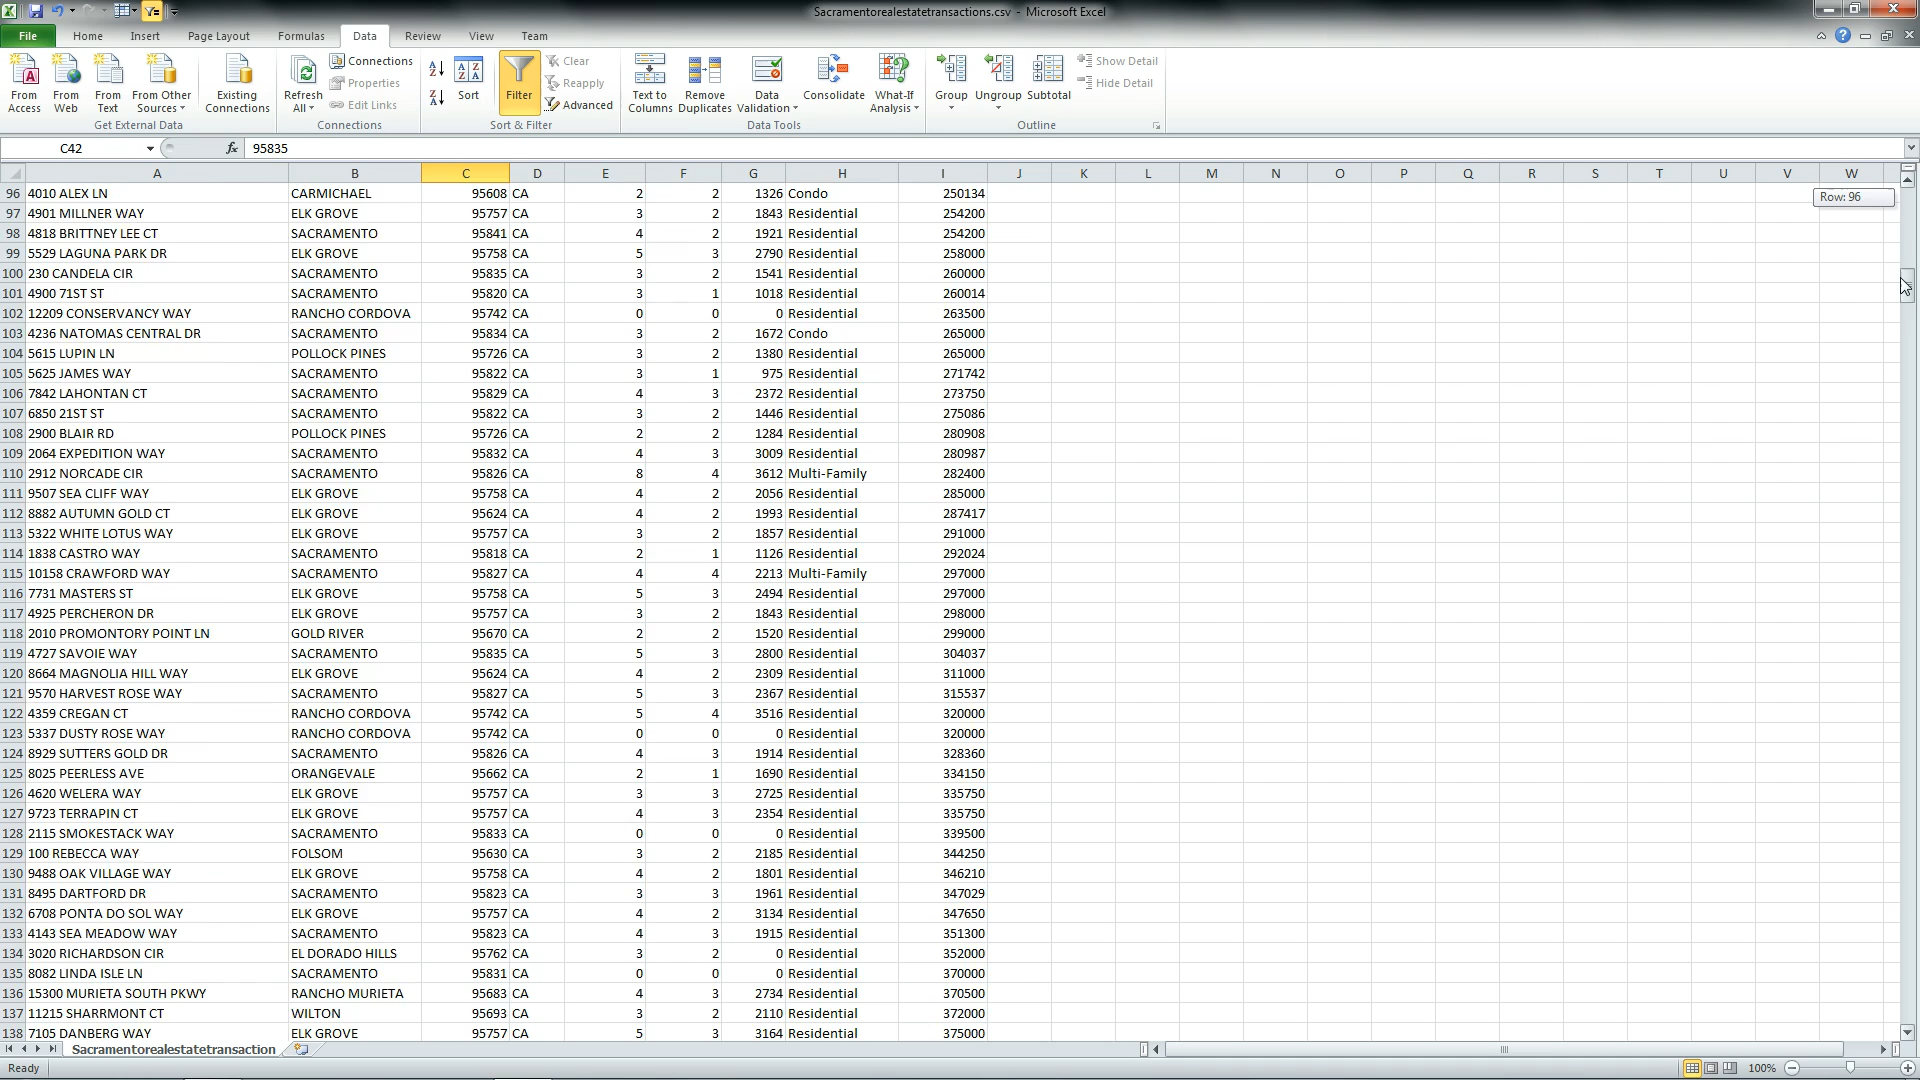 Sacramentorealestatetransactions.csv - Microsoft Excel
File Home Insert Page Layout Formulas Data Review View Team
From Access From Web From Text From Other Sources Existing Connections Refresh All Connections Properties Edit Links Sort Filter Clear Reapply Advanced Text to Columns Remove Duplicates Data Validation Consolidate What-If Analysis Group Ungroup Subtotal Show Detail Hide Detail
Get External Data Connections Sort & Filter Data Tools Outline
C42 fx 95835
A B C D E F G H I J K L M N O P Q R S T U V W
96 4010 ALEX LN CARMICHAEL 95608 CA 2 2 1326 Condo 250134 Row: 96
97 4901 MILLNER WAY ELK GROVE 95757 CA 3 2 1843 Residential 254200
98 4818 BRITTNEY LEE CT SACRAMENTO 95841 CA 4 2 1921 Residential 254200
99 5529 LAGUNA PARK DR ELK GROVE 95758 CA 5 3 2790 Residential 258000
100 230 CANDELA CIR SACRAMENTO 95835 CA 3 2 1541 Residential 260000
101 4900 71ST ST SACRAMENTO 95820 CA 3 1 1018 Residential 260014
102 12209 CONSERVANCY WAY RANCHO CORDOVA 95742 CA 0 0 0 Residential 263500
103 4236 NATOMAS CENTRAL DR SACRAMENTO 95834 CA 3 2 1672 Condo 265000
104 5615 LUPIN LN POLLOCK PINES 95726 CA 3 2 1380 Residential 265000
105 5625 JAMES WAY SACRAMENTO 95822 CA 3 1 975 Residential 271742
106 7842 LAHONTAN CT SACRAMENTO 95829 CA 4 3 2372 Residential 273750
107 6850 21ST ST SACRAMENTO 95822 CA 3 2 1446 Residential 275086
108 2900 BLAIR RD POLLOCK PINES 95726 CA 2 2 1284 Residential 280908
109 2064 EXPEDITION WAY SACRAMENTO 95832 CA 4 3 3009 Residential 280987
110 2912 NORCADE CIR SACRAMENTO 95826 CA 8 4 3612 Multi-Family 282400
111 9507 SEA CLIFF WAY ELK GROVE 95758 CA 4 2 2056 Residential 285000
112 8882 AUTUMN GOLD CT ELK GROVE 95624 CA 4 2 1993 Residential 287417
113 5322 WHITE LOTUS WAY ELK GROVE 95757 CA 3 2 1857 Residential 291000
114 1838 CASTRO WAY SACRAMENTO 95818 CA 2 1 1126 Residential 292024
115 10158 CRAWFORD WAY SACRAMENTO 95827 CA 4 4 2213 Multi-Family 297000
116 7731 MASTERS ST ELK GROVE 95758 CA 5 3 2494 Residential 297000
117 4925 PERCHERON DR ELK GROVE 95757 CA 3 2 1843 Residential 298000
118 2010 PROMONTORY POINT LN GOLD RIVER 95670 CA 2 2 1520 Residential 299000
119 4727 SAVOIE WAY SACRAMENTO 95835 CA 5 3 2800 Residential 304037
120 8664 MAGNOLIA HILL WAY ELK GROVE 95624 CA 4 2 2309 Residential 311000
121 9570 HARVEST ROSE WAY SACRAMENTO 95827 CA 5 3 2367 Residential 315537
122 4359 CREGAN CT RANCHO CORDOVA 95742 CA 5 4 3516 Residential 320000
123 5337 DUSTY ROSE WAY RANCHO CORDOVA 95742 CA 0 0 0 Residential 320000
124 8929 SUTTERS GOLD DR SACRAMENTO 95826 CA 4 3 1914 Residential 328360
125 8025 PEERLESS AVE ORANGEVALE 95662 CA 2 1 1690 Residential 334150
126 4620 WELERA WAY ELK GROVE 95757 CA 3 3 2725 Residential 335750
127 9723 TERRAPIN CT ELK GROVE 95757 CA 4 3 2354 Residential 335750
128 2115 SMOKESTACK WAY SACRAMENTO 95833 CA 0 0 0 Residential 339500
129 100 REBECCA WAY FOLSOM 95630 CA 3 2 2185 Residential 344250
130 9488 OAK VILLAGE WAY ELK GROVE 95758 CA 4 2 1801 Residential 346210
131 8495 DARTFORD DR SACRAMENTO 95823 CA 3 3 1961 Residential 347029
132 6708 PONTA DO SOL WAY ELK GROVE 95757 CA 4 2 3134 Residential 347650
133 4143 SEA MEADOW WAY SACRAMENTO 95823 CA 4 3 1915 Residential 351300
134 3020 RICHARDSON CIR EL DORADO HILLS 95762 CA 3 2 0 Residential 352000
135 8082 LINDA ISLE LN SACRAMENTO 95831 CA 0 0 0 Residential 370000
136 15300 MURIETA SOUTH PKWY RANCHO MURIETA 95683 CA 4 3 2734 Residential 370500
137 11215 SHARRMONT CT WILTON 95693 CA 3 2 2110 Residential 372000
138 7105 DANBERG WAY ELK GROVE 95757 CA 5 3 3164 Residential 375000
Sacramentorealestatetransaction
Ready 100%